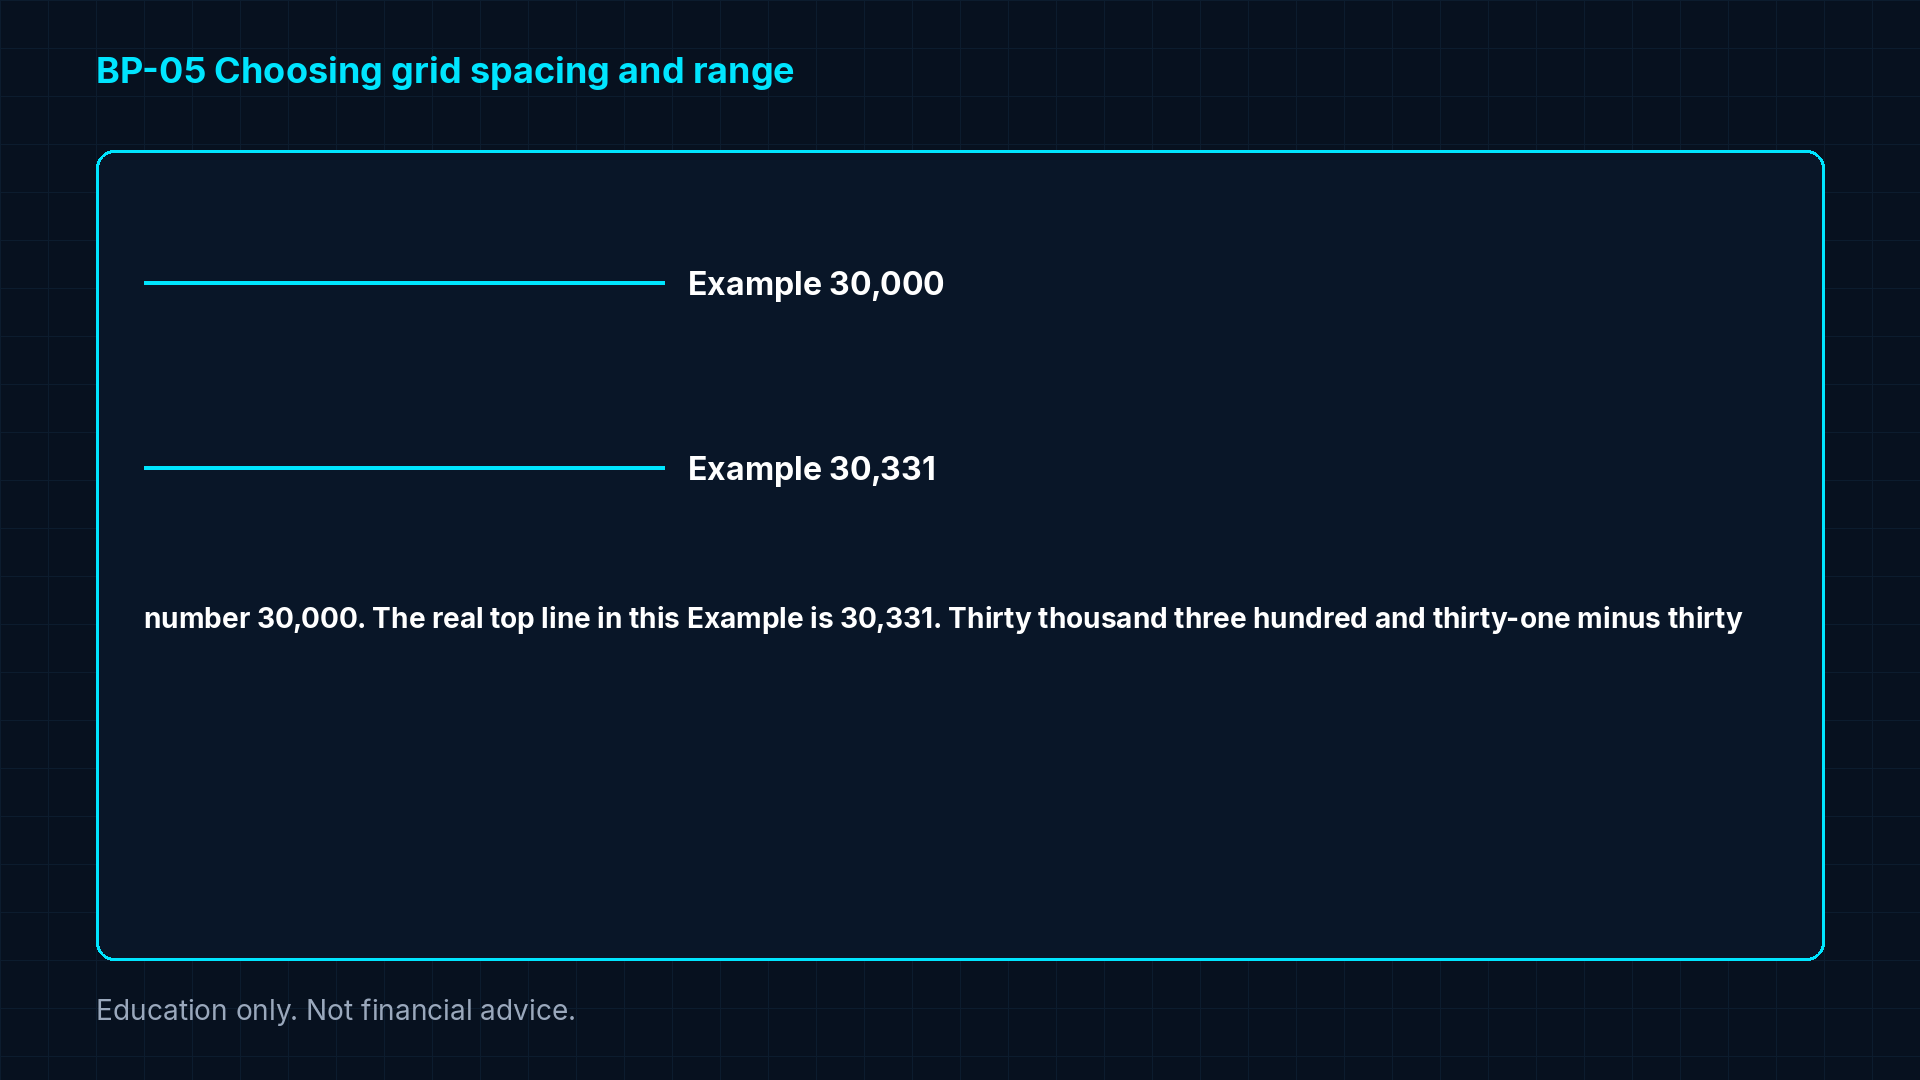 BP-05 Choosing grid spacing and range
Example 30,000
Example 30,331
number 30,000. The real top line in this Example is 30,331. Thirty thousand three hundred and thirty-one minus thirty
Education only. Not financial advice.